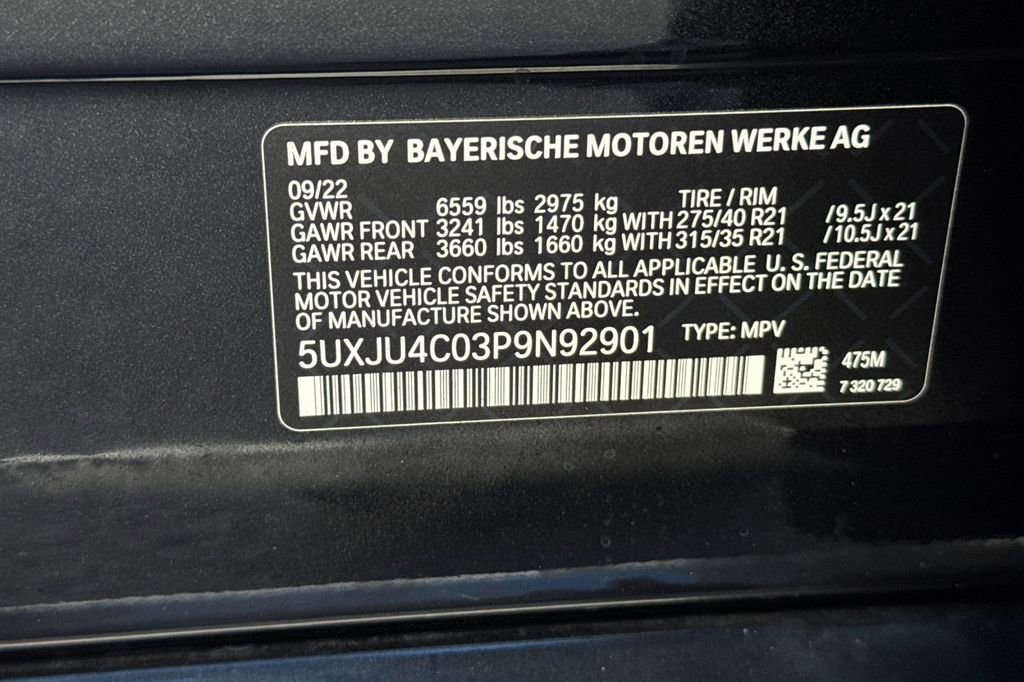 MFD BY BAYERISCHE MOTOREN WERKE AG
09/22 TIRE / RIM
GVWR 6559 lbs 2975 kg
GAWR FRONT 3241 lbs 1470 kg WITH 275/40 R21 /9.5J x 21
GAWR REAR 3660 lbs 1660 kg WITH 315/35 R21 /10.5J x 21
THIS VEHICLE CONFORMS TO ALL APPLICABLE U. S. FEDERAL
MOTOR VEHICLE SAFETY STANDARDS IN EFFECT ON THE DATE
OF MANUFACTURE SHOWN ABOVE.
5UXJU4C03P9N92901 TYPE: MPV
475M
7 320 729